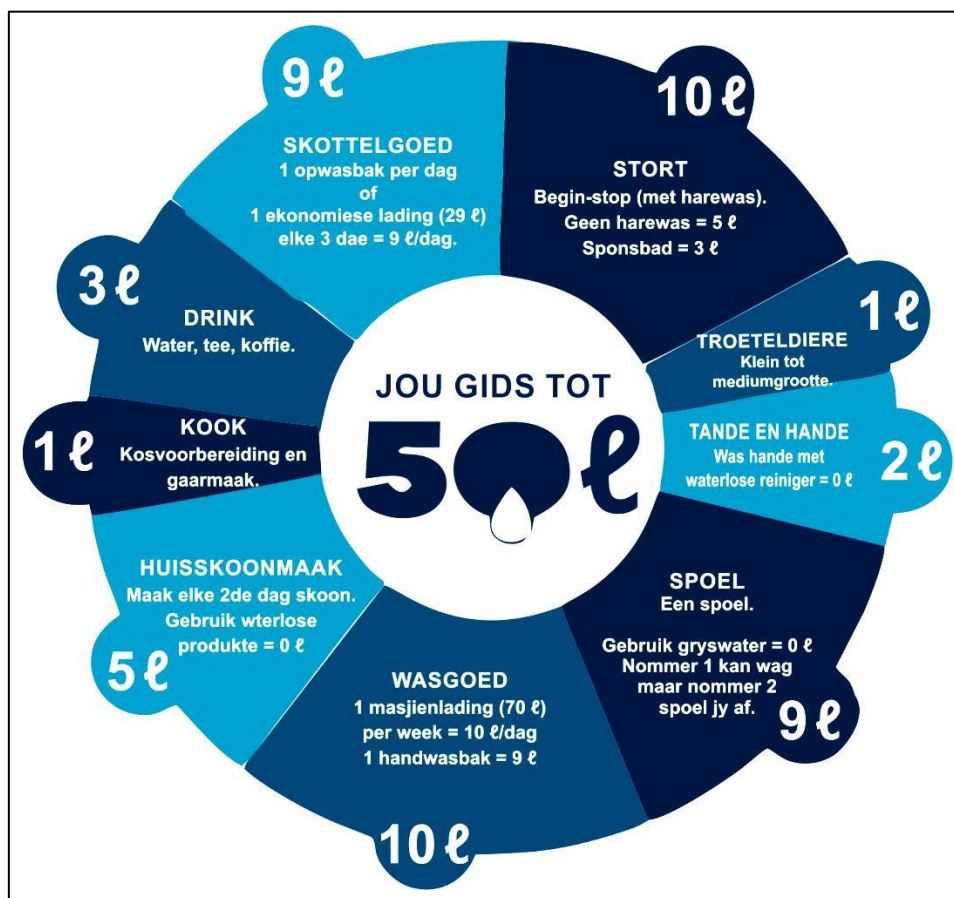 JOU GIDS TOT
50 ℓ
10 ℓ
STORT
Begin-stop (met harewas).
Geen harewas = 5 ℓ
Sponsbad = 3 ℓ
1 ℓ
TROETELDIERE
Klein tot
mediumgrootte.
2 ℓ
TANDE EN HANDE
Was hande met
waterlose reiniger = 0 ℓ
9 ℓ
SPOEL
Een spoel.
Gebruik gryswater = 0 ℓ
Nommer 1 kan wag
maar nommer 2
spoel jy af.
10 ℓ
WASGOED
1 masjienlading (70 ℓ)
per week = 10 ℓ/dag
1 handwasbak = 9 ℓ
5 ℓ
HUISSKOONMAAK
Maak elke 2de dag skoon.
Gebruik wterlose
produkte = 0 ℓ
1 ℓ
KOOK
Kosvoorbereiding en
gaarmaak.
3 ℓ
DRINK
Water, tee, koffie.
9 ℓ
SKOTTELGOED
1 opwasbak per dag
of
1 ekonomiese lading (29 ℓ)
elke 3 dae = 9 ℓ/dag.